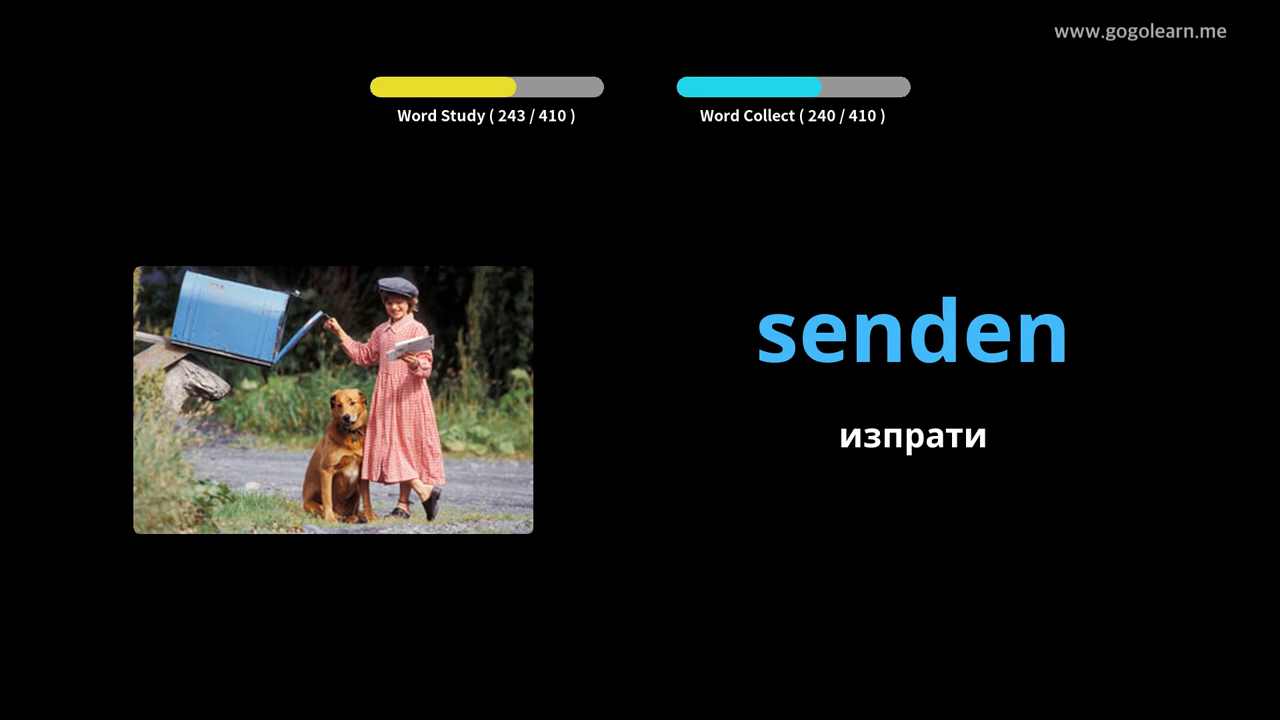 www.gogolearn.me
Word Study ( 243 / 410 )
Word Collect ( 240 / 410 )
senden
изпрати